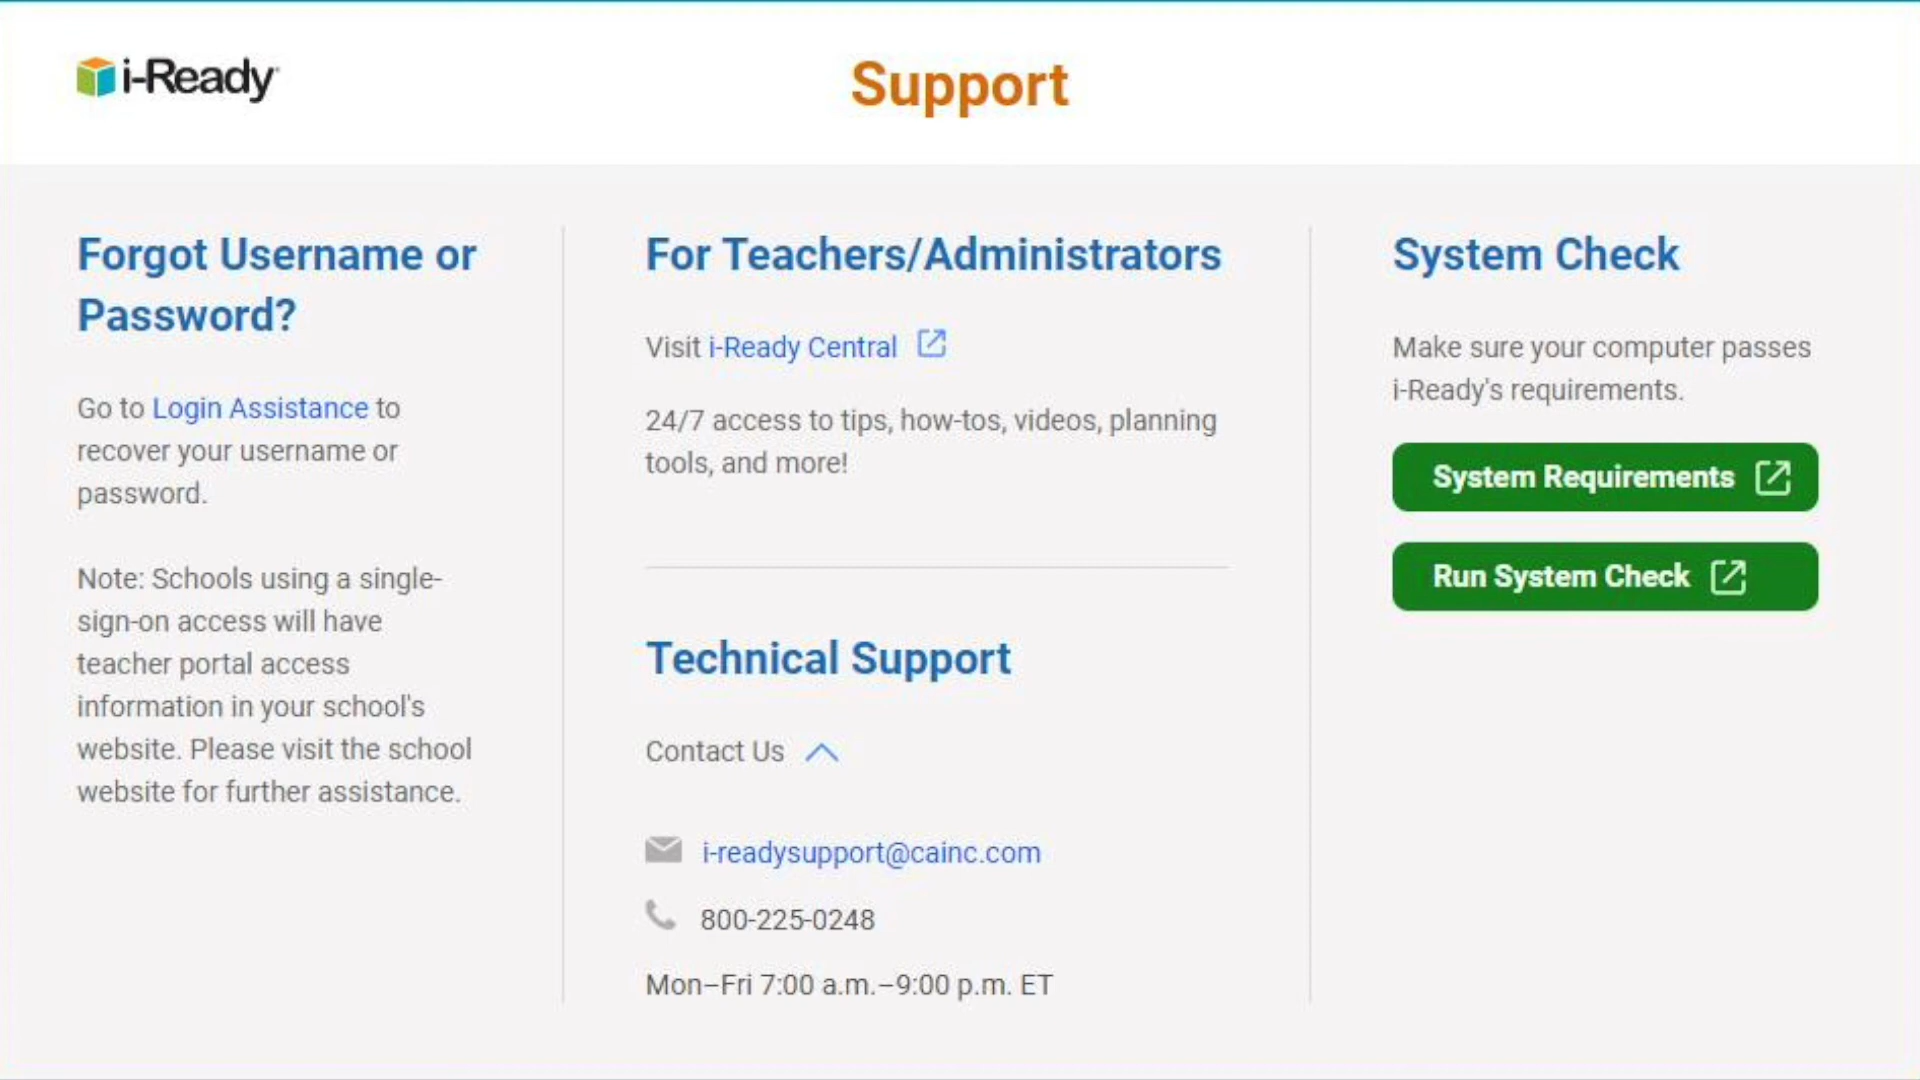 i-Ready
Support
Forgot Username or
Password?
Go to Login Assistance to
recover your username or
password.
Note: Schools using a single-
sign-on access will have
teacher portal access
information in your school's
website. Please visit the school
website for further assistance.
For Teachers/Administrators
Visit i-Ready Central
24/7 access to tips, how-tos, videos, planning
tools, and more!
Technical Support
Contact Us
i-readysupport@cainc.com
800-225-0248
Mon–Fri 7:00 a.m.–9:00 p.m. ET
System Check
Make sure your computer passes
i-Ready's requirements.
System Requirements
Run System Check